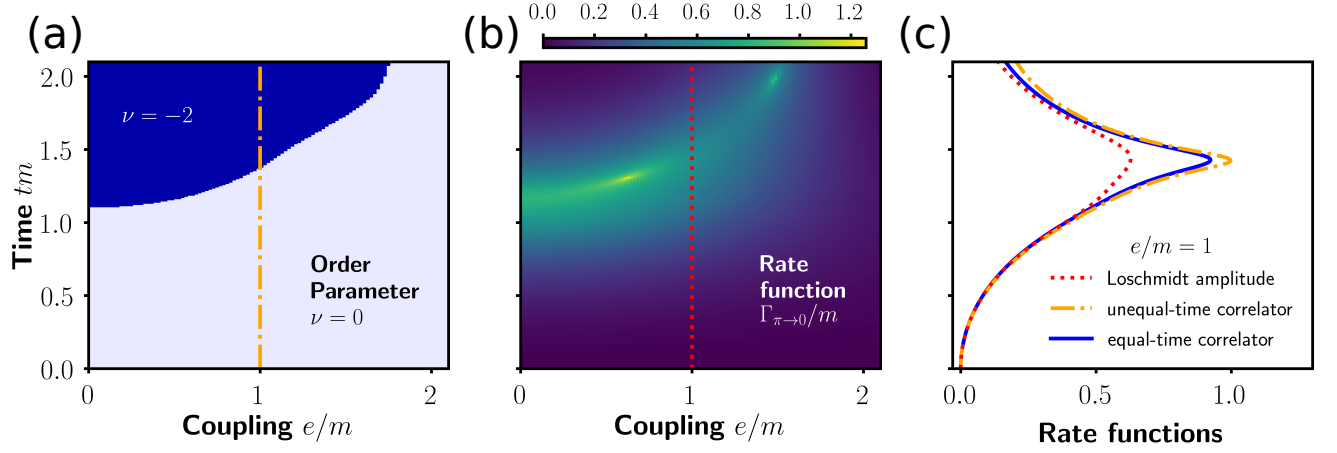 (a)
2.0
1.5
1.0
0.5
0.0
Time tm
ν = −2
Order
Parameter
ν = 0
0
1
2
Coupling e/m
(b)
0.0 0.2 0.4 0.6 0.8 1.0 1.2
Rate
function
Γπ→0/m
0
1
2
Coupling e/m
(c)
e/m = 1
Loschmidt amplitude
unequal-time correlator
equal-time correlator
0.0 0.5 1.0
Rate functions